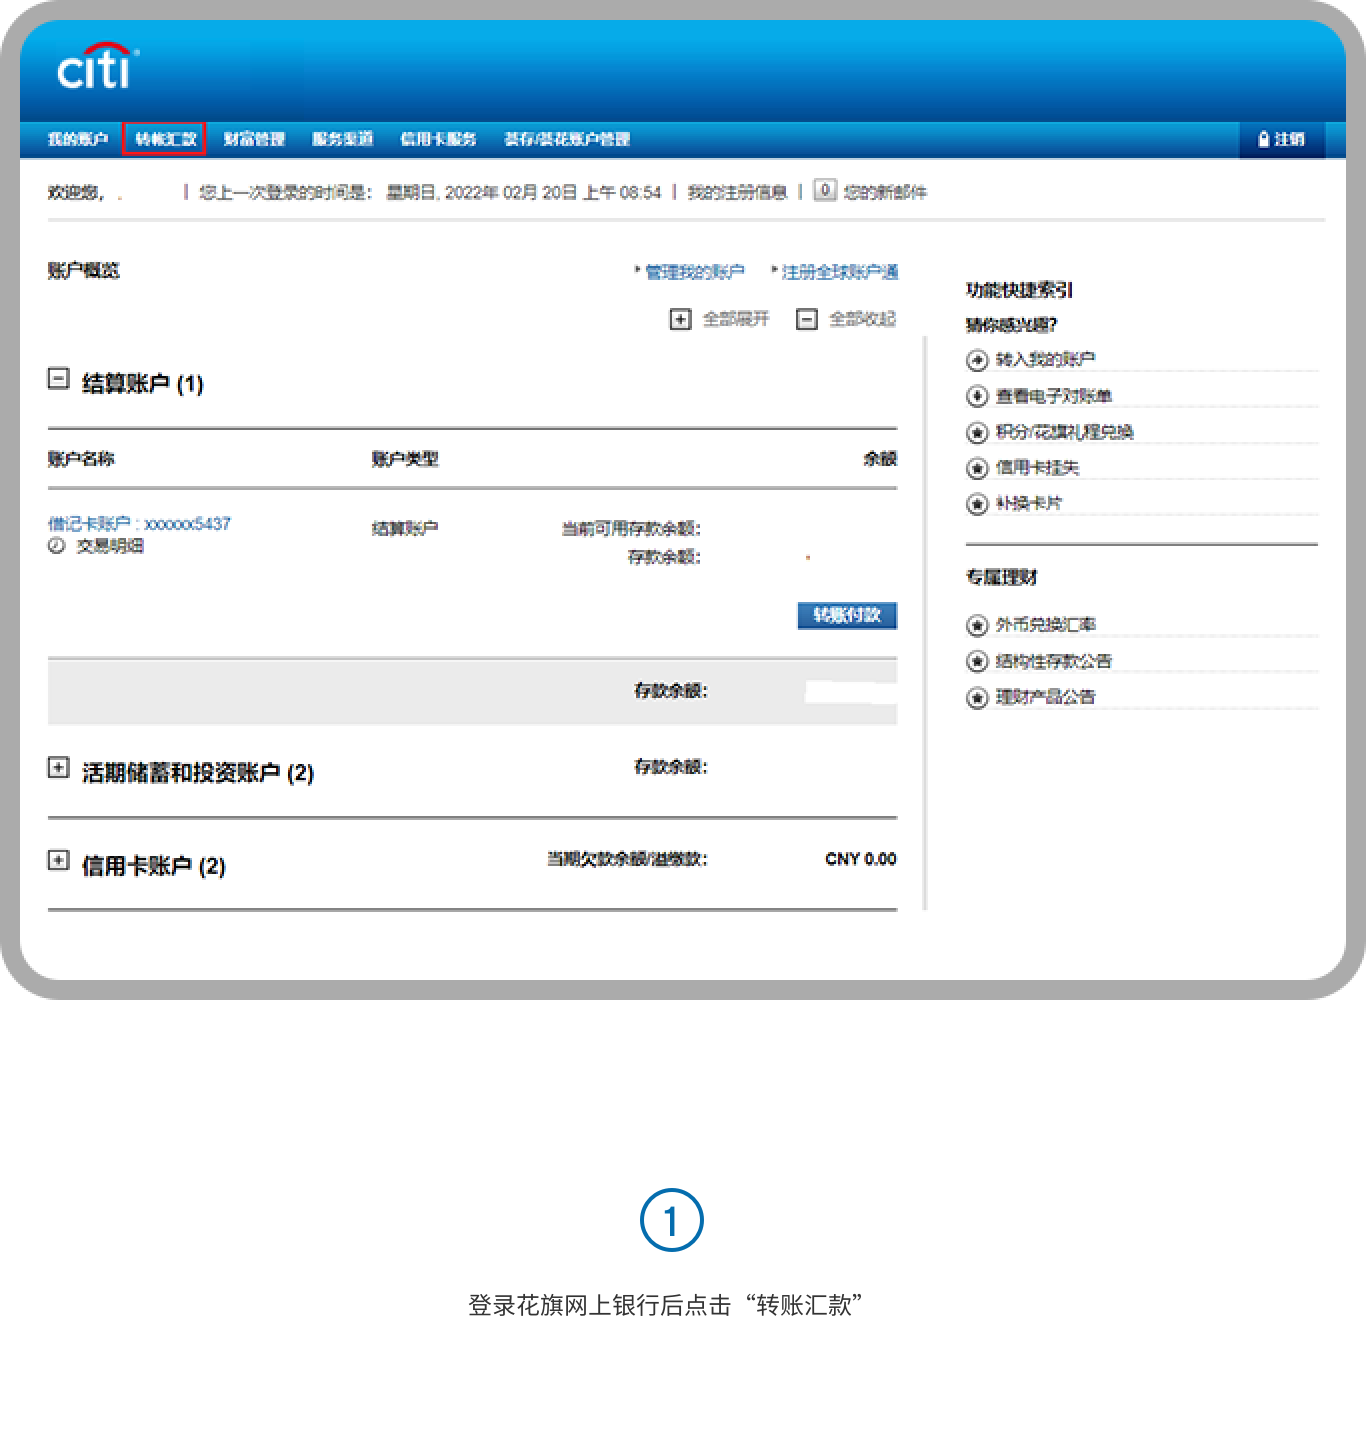 citi
我的账户 转帐汇款 财富管理 服务渠道 信用卡服务 荟存/荟花账户管理 注销
欢迎您, | 您上一次登录的时间是: 星期日, 2022年 02月 20日 上午 08:54 | 我的注册信息 | 0 您的新邮件
账户概览 管理我的账户 注册全球账户通
全部展开 全部收起
结算账户 (1)
账户名称 账户类型 余额
借记卡账户 : xxxxxx5437 结算账户 当前可用存款余额:
交易明细 存款余额:
转账付款
存款余额:
活期储蓄和投资账户 (2) 存款余额:
信用卡账户 (2) 当期欠款余额/溢缴款: CNY 0.00
功能快捷索引
猜你感兴趣?
转入我的账户
查看电子对账单
积分/花旗礼程兑换
信用卡挂失
补换卡片
专属理财
外币兑换汇率
结构性存款公告
理财产品公告
1
登录花旗网上银行后点击“转账汇款”